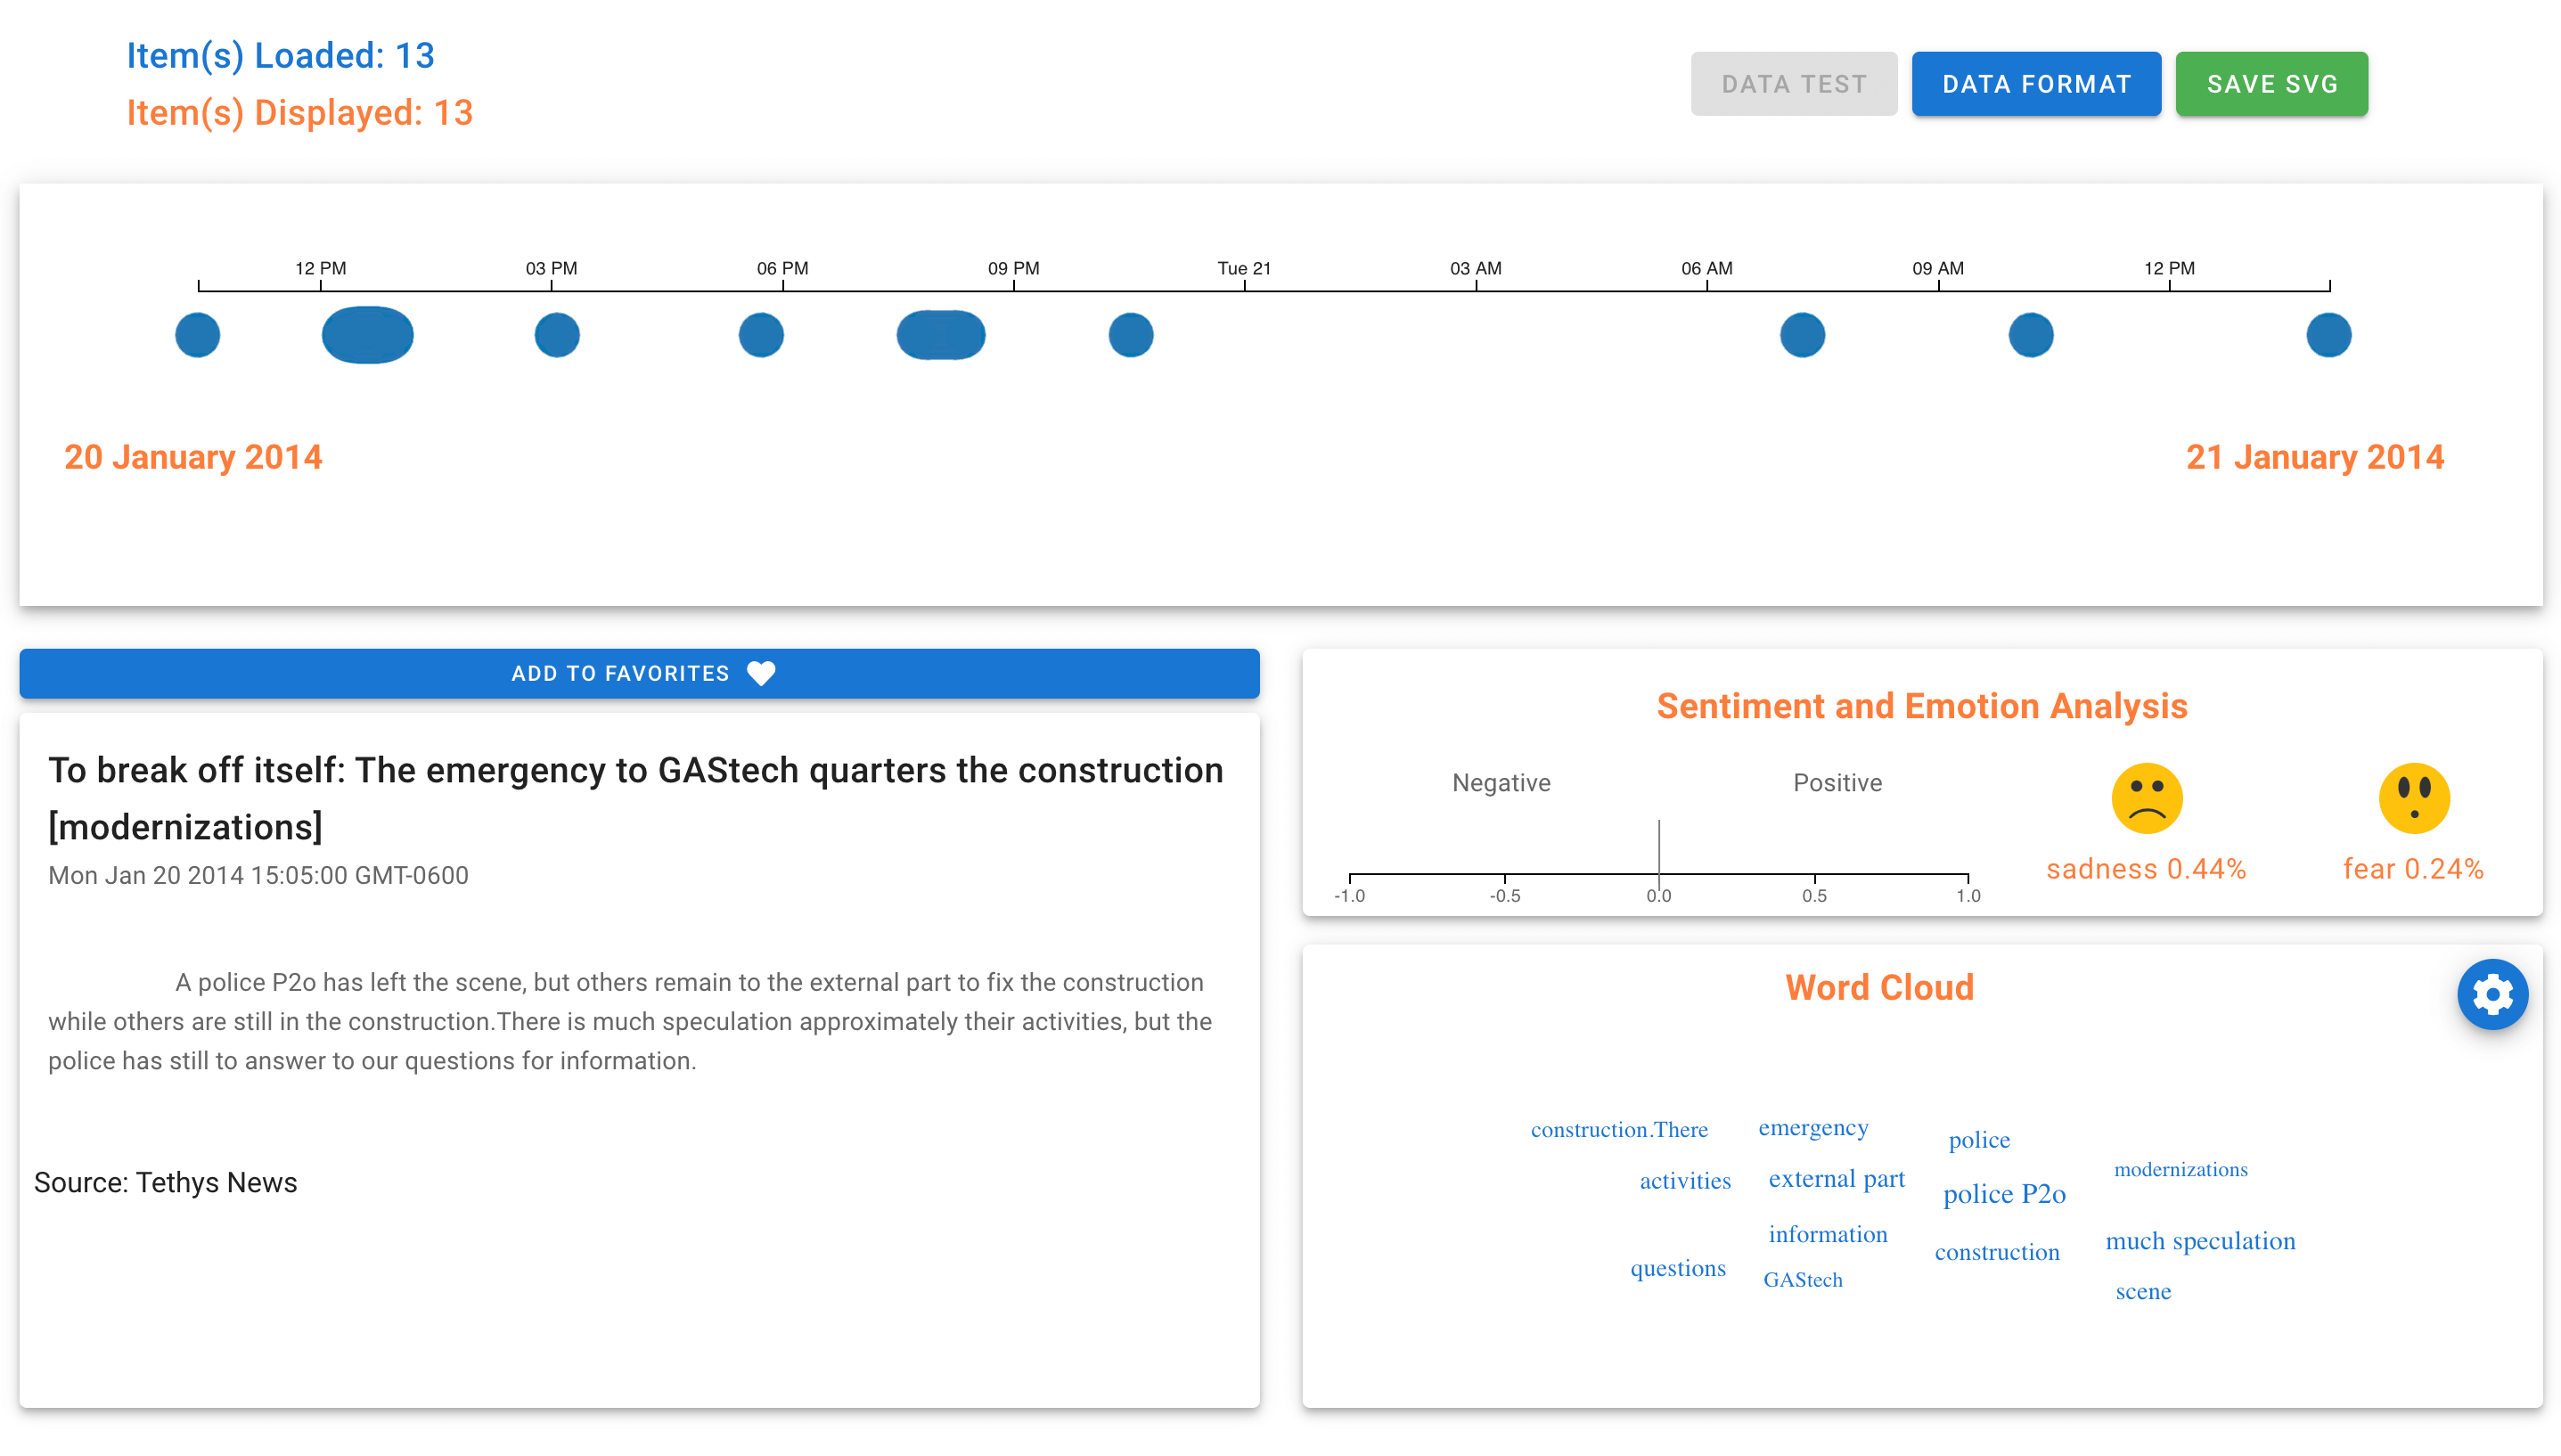 Item(s) Loaded: 13
Item(s) Displayed: 13
DATA TEST
DATA FORMAT
SAVE SVG
12 PM
03 PM
06 PM
09 PM
Tue 21
03 AM
06 AM
09 AM
12 PM
20 January 2014
21 January 2014
ADD TO FAVORITES
To break off itself: The emergency to GAStech quarters the construction
[modernizations]
Mon Jan 20 2014 15:05:00 GMT-0600
A police P2o has left the scene, but others remain to the external part to fix the construction
while others are still in the construction.There is much speculation approximately their activities, but the
police has still to answer to our questions for information.
Source: Tethys News
Sentiment and Emotion Analysis
Negative
Positive
-1.0
-0.5
0.0
0.5
1.0
sadness 0.44%
fear 0.24%
Word Cloud
construction.There
emergency
police
modernizations
activities
external part
police P2o
information
construction
much speculation
questions
GAStech
scene